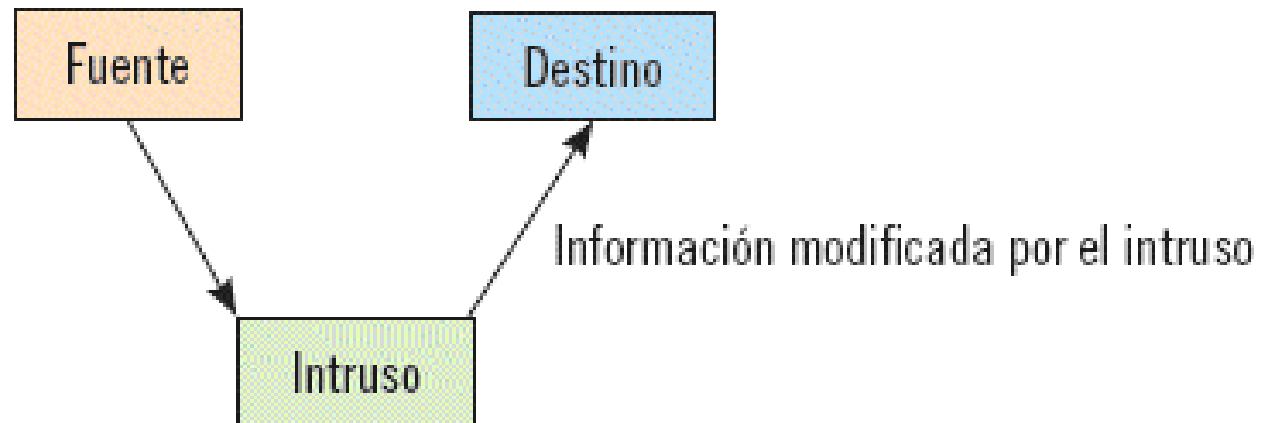 Fuente
Destino
Información modificada por el intruso
Intruso